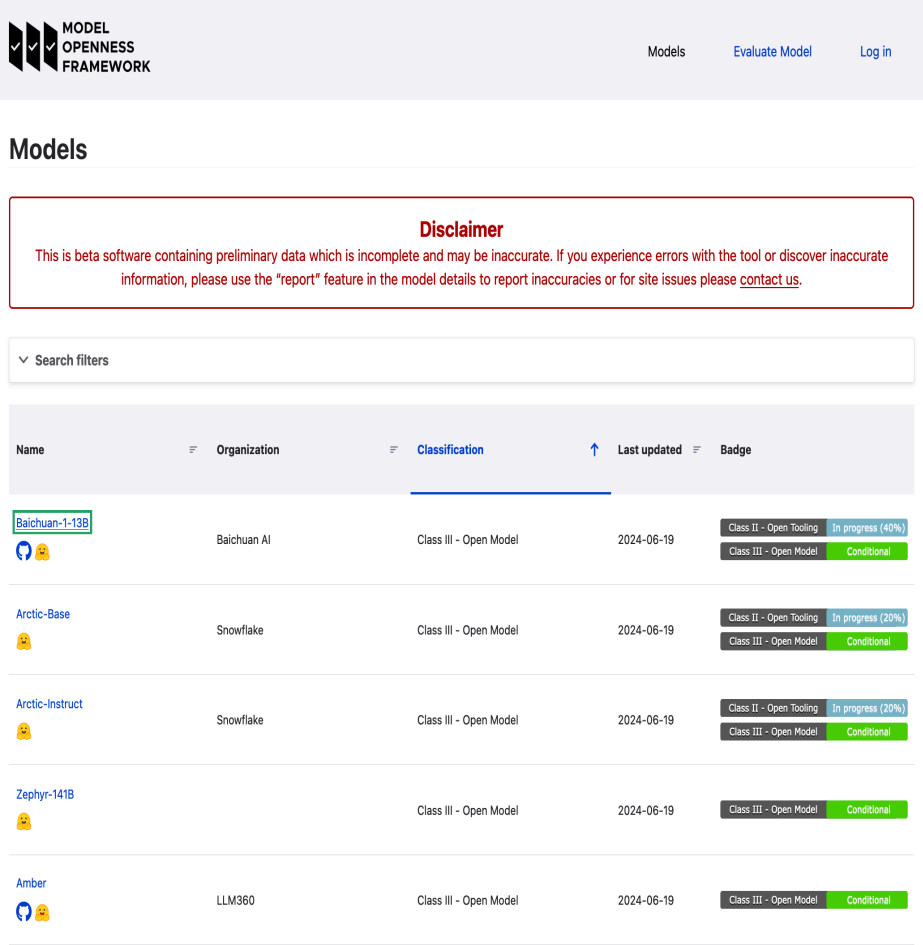 MODEL
OPENNESS
FRAMEWORK
Models
Evaluate Model
Log in
Models
Disclaimer
This is beta software containing preliminary data which is incomplete and may be inaccurate. If you experience errors with the tool or discover inaccurate
information, please use the “report” feature in the model details to report inaccuracies or for site issues please contact us.
Search filters
Name Organization Classification Last updated Badge
Baichuan-1-13B
Baichuan AI
Class III - Open Model
2024-06-19
Class II - Open Tooling In progress (40%)
Class III - Open Model Conditional
Arctic-Base
Snowflake
Class III - Open Model
2024-06-19
Class II - Open Tooling In progress (20%)
Class III - Open Model Conditional
Arctic-Instruct
Snowflake
Class III - Open Model
2024-06-19
Class II - Open Tooling In progress (20%)
Class III - Open Model Conditional
Zephyr-141B
Class III - Open Model
2024-06-19
Class III - Open Model Conditional
Amber
LLM360
Class III - Open Model
2024-06-19
Class III - Open Model Conditional